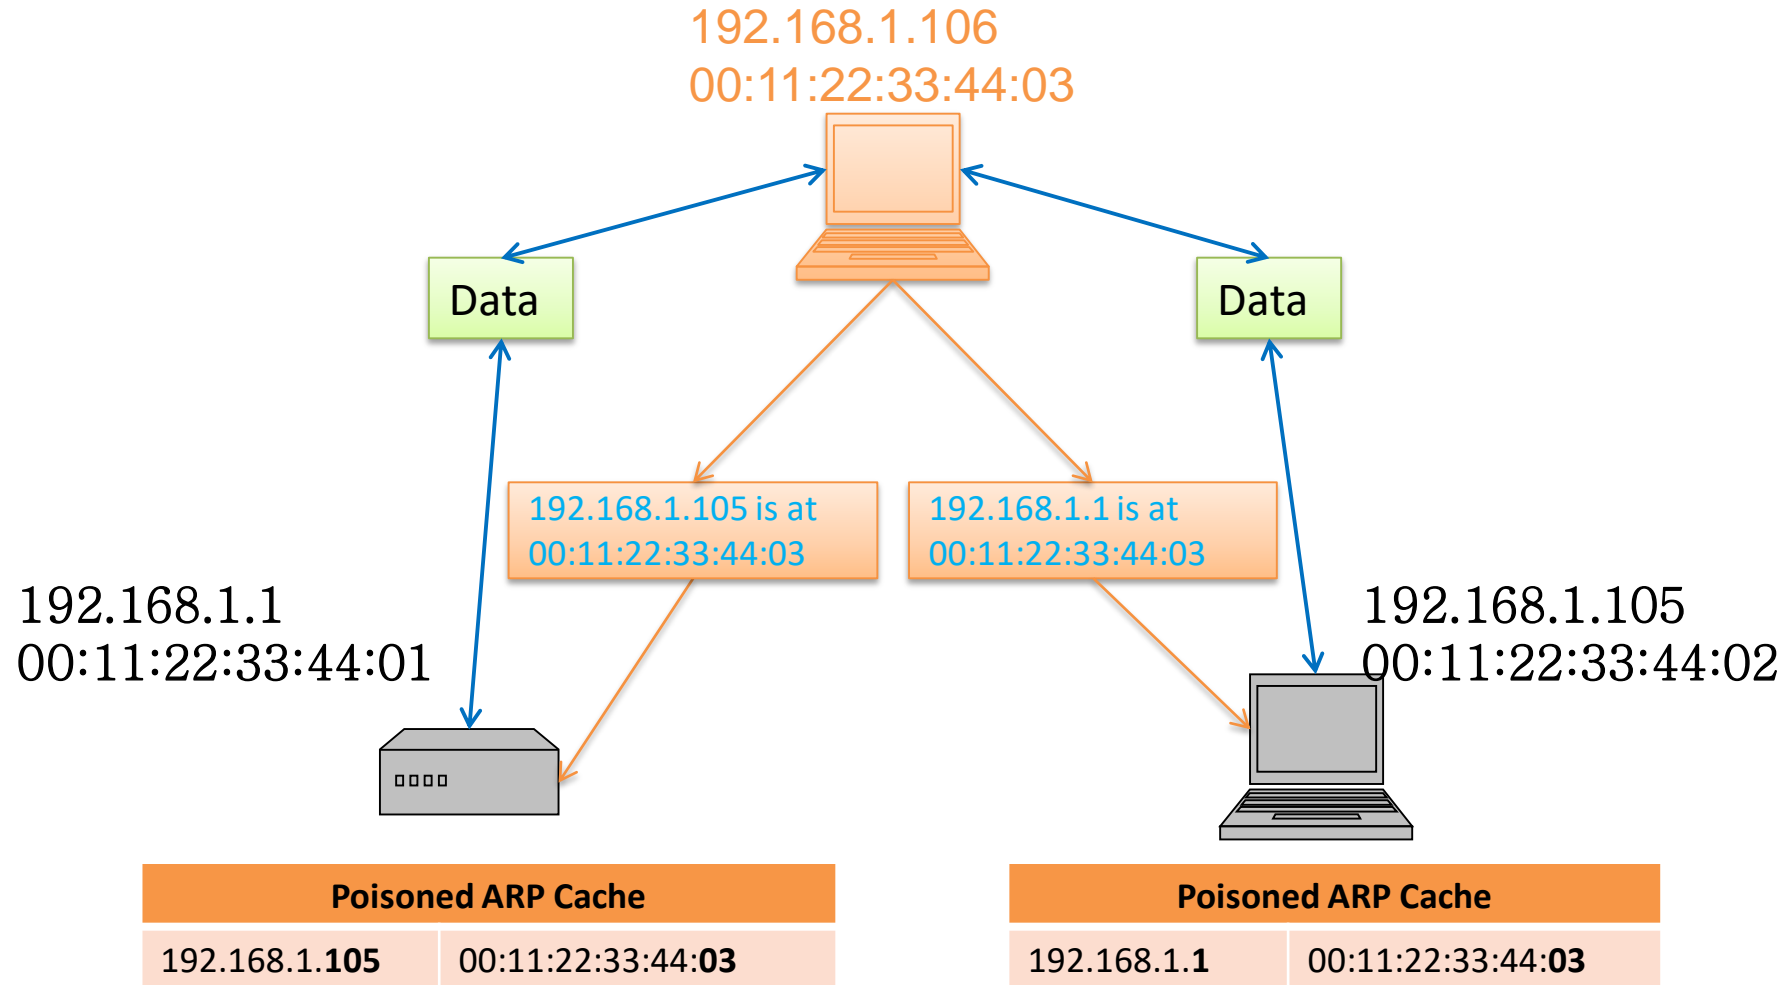 192.168.1.106
00:11:22:33:44:03
Data
Data
192.168.1.105 is at
00:11:22:33:44:03
192.168.1.1 is at
00:11:22:33:44:03
192.168.1.1
00:11:22:33:44:01
192.168.1.105
00:11:22:33:44:02
Poisoned ARP Cache
192.168.1.105 00:11:22:33:44:03
Poisoned ARP Cache
192.168.1.1 00:11:22:33:44:03